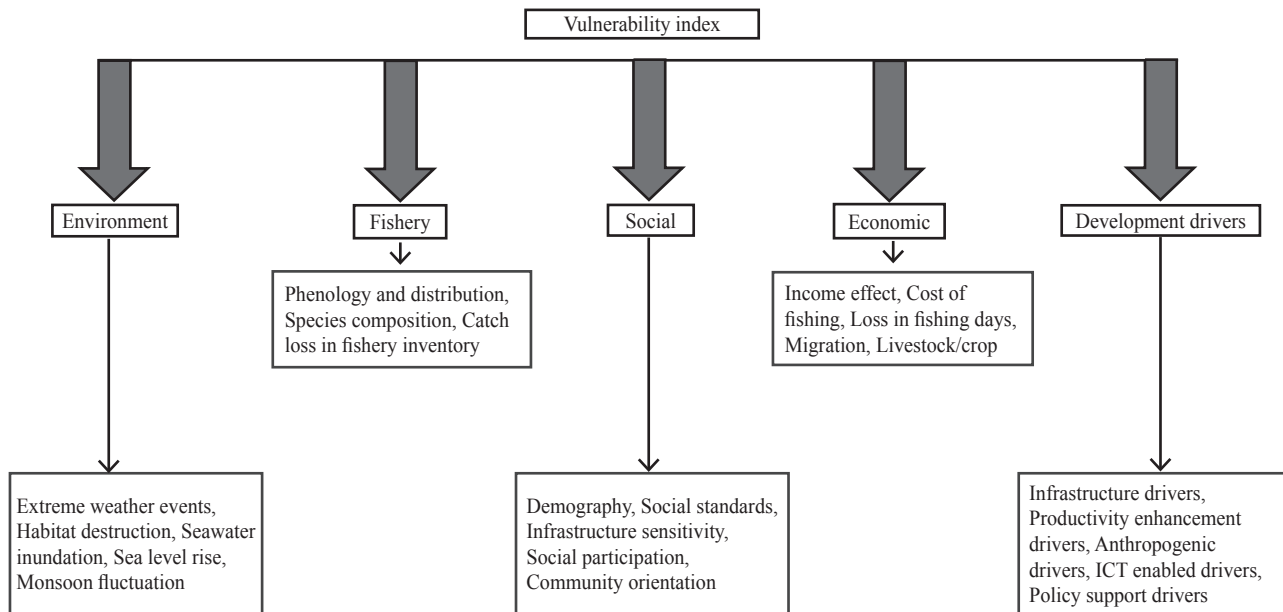 Vulnerability index
Environment
Fishery
Social
Economic
Development drivers
Phenology and distribution,
Species composition, Catch
loss in fishery inventory
Income effect, Cost of
fishing, Loss in fishing days,
Migration, Livestock/crop
Extreme weather events,
Habitat destruction, Seawater
inundation, Sea level rise,
Monsoon fluctuation
Demography, Social standards,
Infrastructure sensitivity,
Social participation,
Community orientation
Infrastructure drivers,
Productivity enhancement
drivers, Anthropogenic
drivers, ICT enabled drivers,
Policy support drivers